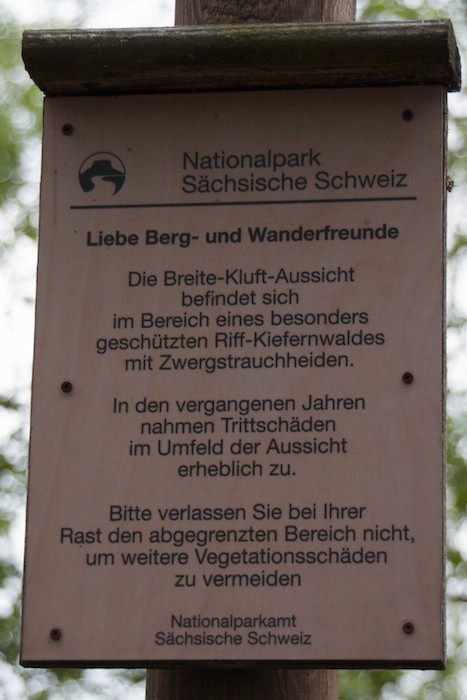 Nationalpark
Sächsische Schweiz
Liebe Berg- und Wanderfreunde
Die Breite-Kluft-Aussicht
befindet sich
im Bereich eines besonders
geschützten Riff-Kiefernwaldes
mit Zwergstrauchheiden.
In den vergangenen Jahren
nahmen Trittschäden
im Umfeld der Aussicht
erheblich zu.
Bitte verlassen Sie bei Ihrer
Rast den abgegrenzten Bereich nicht,
um weitere Vegetationsschäden
zu vermeiden
Nationalparkamt
Sächsische Schweiz